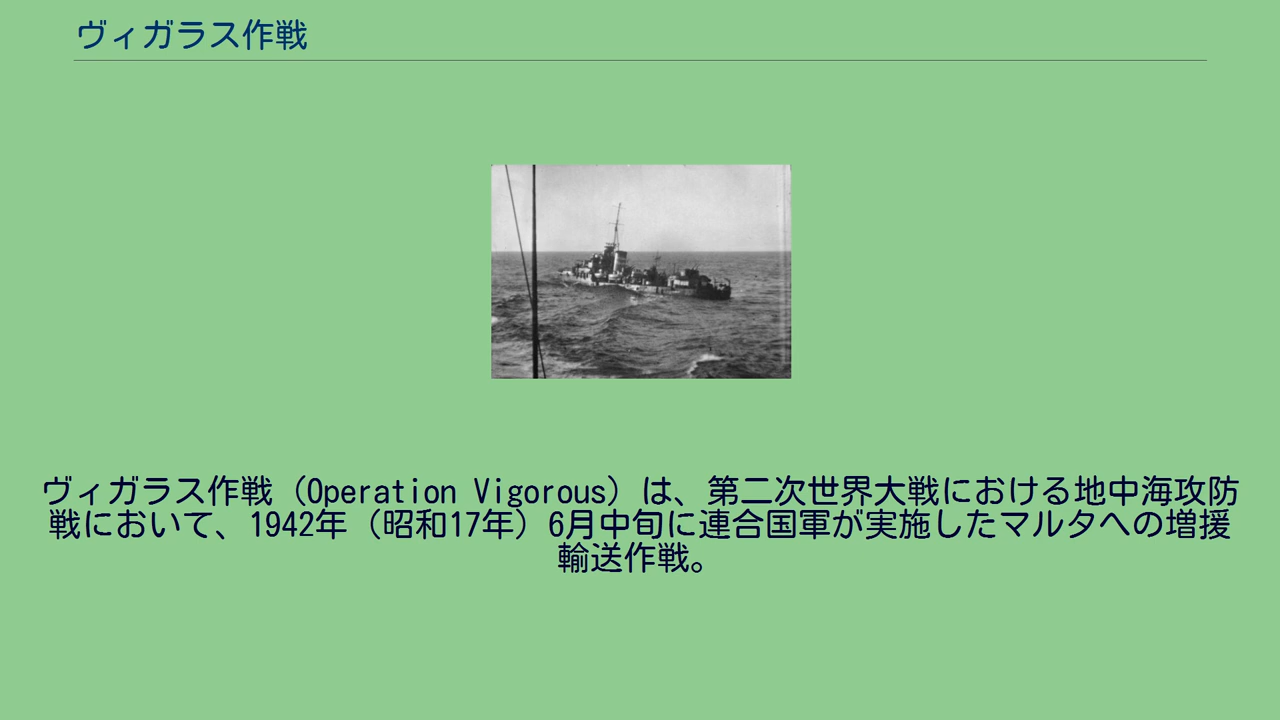 ヴィガラス作戦
ヴィガラス作戦（Operation Vigorous）は、第二次世界大戦における地中海攻防
戦において、1942年（昭和17年）6月中旬に連合国軍が実施したマルタへの増援
輸送作戦。